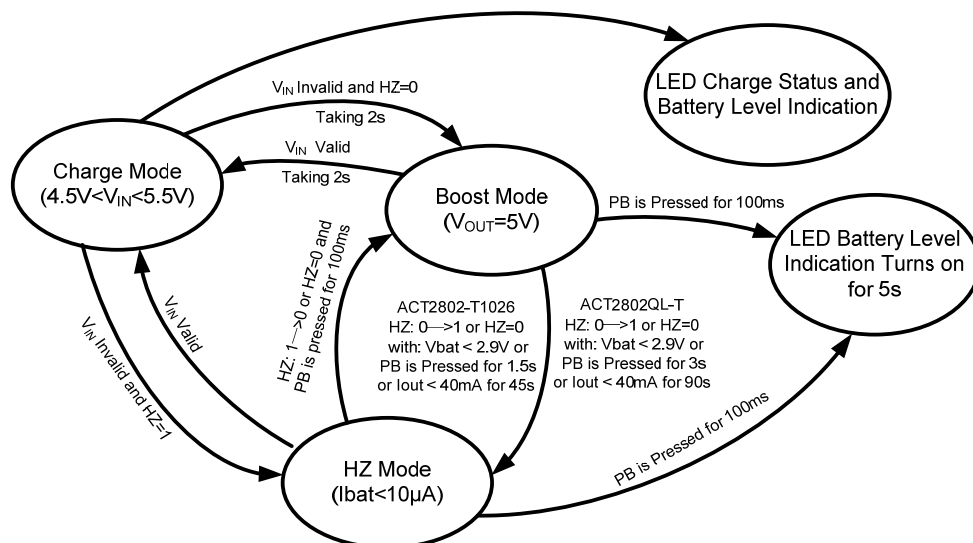 LED Charge Status and
Battery Level Indication
V_IN Invalid and HZ=0
Taking 2s
V_IN Valid
Taking 2s
Charge Mode
(4.5V<V_IN<5.5V)
Boost Mode
(V_OUT=5V)
PB is Pressed for 100ms
LED Battery Level
Indication Turns on
for 5s
HZ: 1—>0 or HZ=0 and
PB is pressed for 100ms
ACT2802-T1026
HZ: 0—>1 or HZ=0
with: Vbat < 2.9V or
PB is Pressed for 1.5s
or Iout < 40mA for 45s
ACT2802QL-T
HZ: 0—>1 or HZ=0
with: Vbat < 2.9V or
PB is Pressed for 3s
or Iout < 40mA for 90s
V_IN Valid
V_IN Invalid and HZ=1
HZ Mode
(Ibat<10µA)
PB is Pressed for 100ms